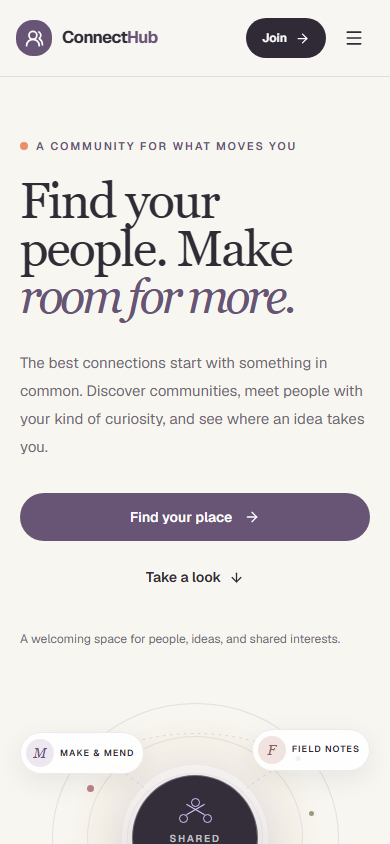 ConnectHub
Join
A COMMUNITY FOR WHAT MOVES YOU
Find your
people. Make
room for more.
The best connections start with something in
common. Discover communities, meet people with
your kind of curiosity, and see where an idea takes
you.
Find your place
Take a look
A welcoming space for people, ideas, and shared interests.
M MAKE & MEND
F FIELD NOTES
SHARED